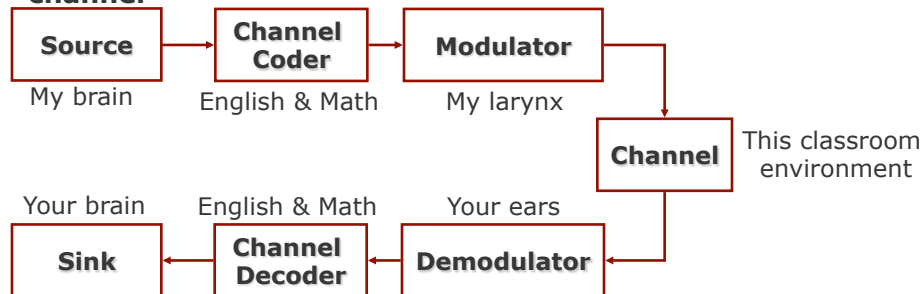 channel
Source
Channel
Coder
Modulator
My brain
English & Math
My larynx
Channel
This classroom
environment
Your brain
English & Math
Your ears
Sink
Channel
Decoder
Demodulator